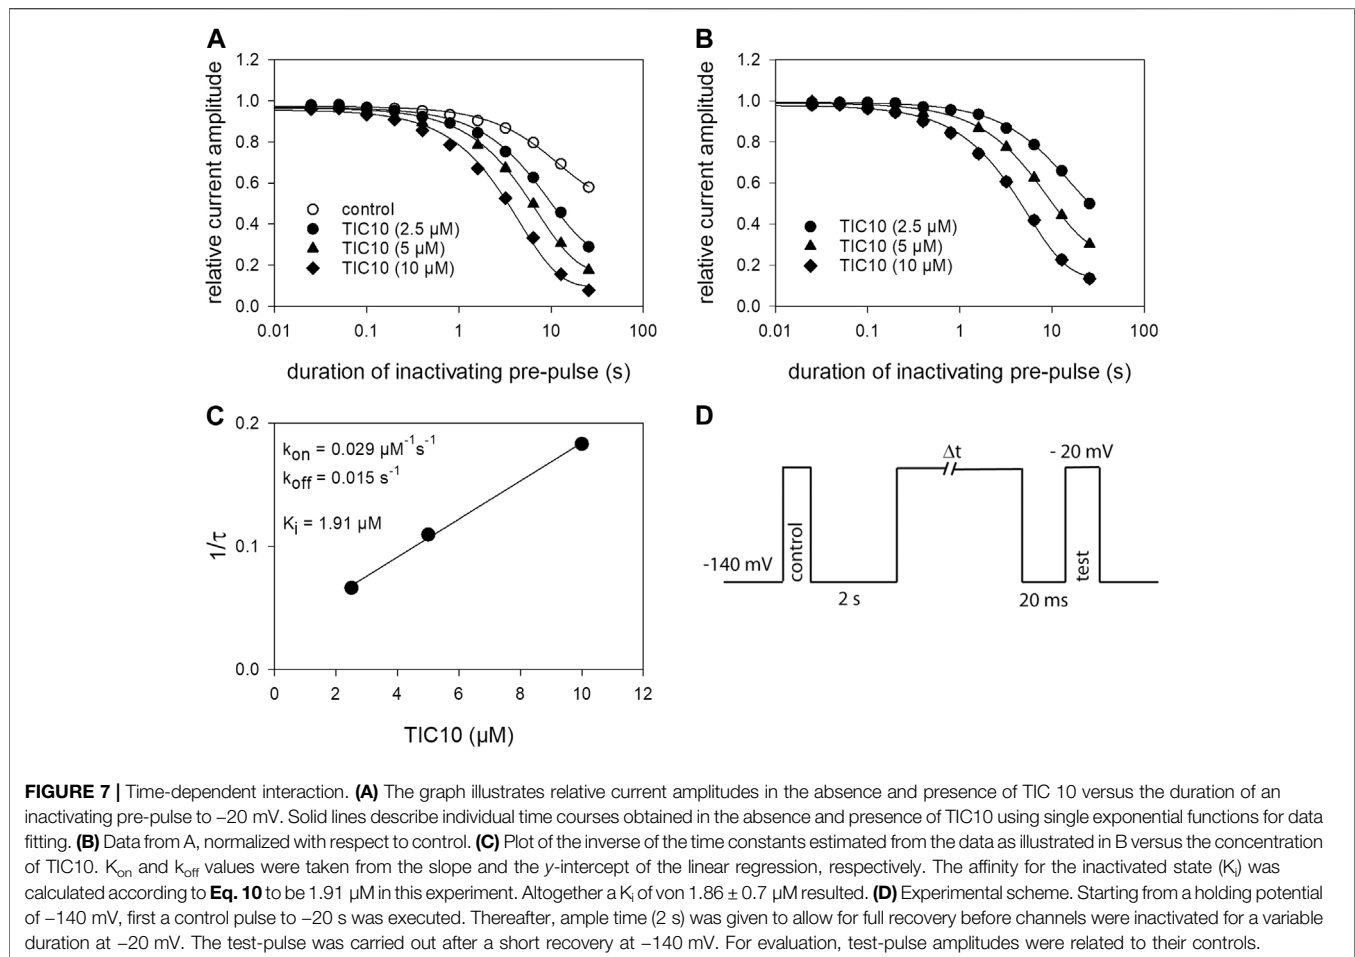 A
1.2
1.0
0.8
0.6
0.4
0.2
0.0
relative current amplitude
control
TIC10 (2.5 µM)
TIC10 (5 µM)
TIC10 (10 µM)
0.01 0.1 1 10 100
duration of inactivating pre-pulse (s)
B
1.2
1.0
0.8
0.6
0.4
0.2
0.0
relative current amplitude
TIC10 (2.5 µM)
TIC10 (5 µM)
TIC10 (10 µM)
0.01 0.1 1 10 100
duration of inactivating pre-pulse (s)
C
0.2
0.1
0.0
1/τ
kon = 0.029 µM-1s-1
koff = 0.015 s-1
Ki = 1.91 µM
0 2 4 6 8 10 12
TIC10 (µM)
D
Δt
- 20 mV
control
test
-140 mV
2 s
20 ms
FIGURE 7 | Time-dependent interaction. (A) The graph illustrates relative current amplitudes in the absence and presence of TIC 10 versus the duration of an
inactivating pre-pulse to −20 mV. Solid lines describe individual time courses obtained in the absence and presence of TIC10 using single exponential functions for data
fitting. (B) Data from A, normalized with respect to control. (C) Plot of the inverse of the time constants estimated from the data as illustrated in B versus the concentration
of TIC10. Kon and koff values were taken from the slope and the y-intercept of the linear regression, respectively. The affinity for the inactivated state (Ki) was
calculated according to Eq. 10 to be 1.91 µM in this experiment. Altogether a Ki of von 1.86 ± 0.7 µM resulted. (D) Experimental scheme. Starting from a holding potential
of −140 mV, first a control pulse to −20 s was executed. Thereafter, ample time (2 s) was given to allow for full recovery before channels were inactivated for a variable
duration at −20 mV. The test-pulse was carried out after a short recovery at −140 mV. For evaluation, test-pulse amplitudes were related to their controls.